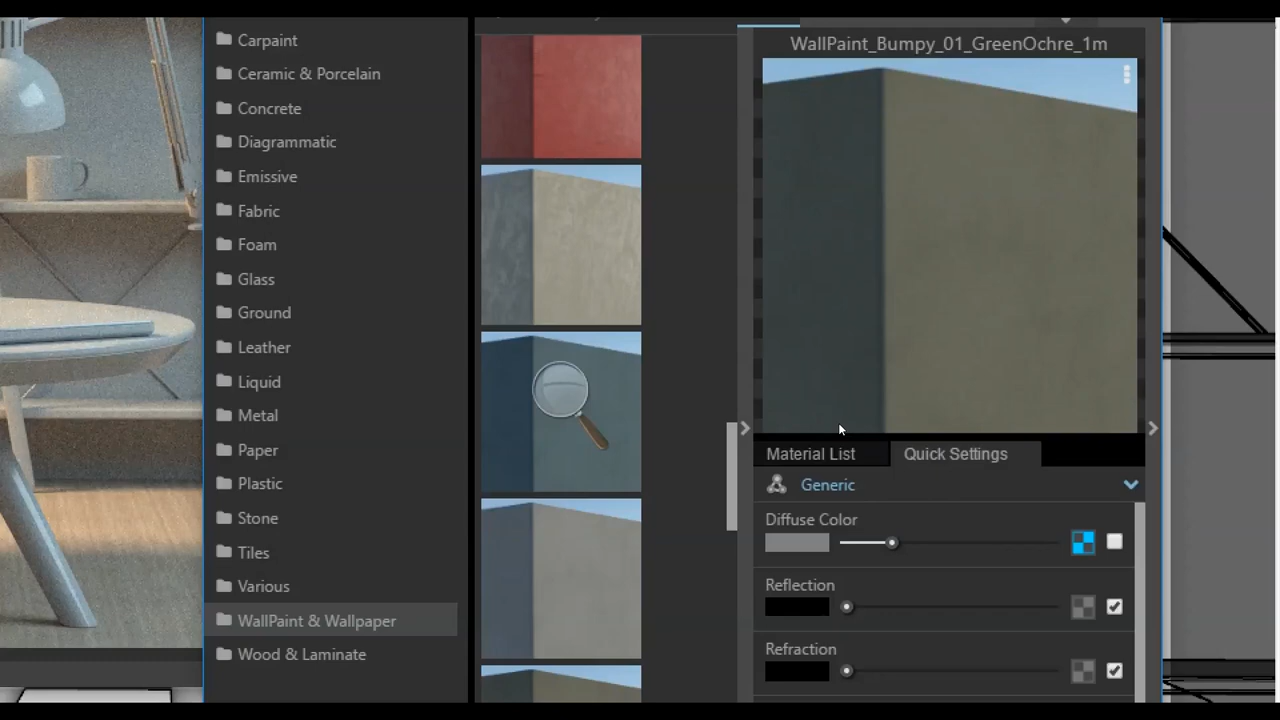 Carpaint
Ceramic & Porcelain
Concrete
Diagrammatic
Emissive
Fabric
Foam
Glass
Ground
Leather
Liquid
Metal
Paper
Plastic
Stone
Tiles
Various
WallPaint & Wallpaper
Wood & Laminate
WallPaint_Bumpy_01_GreenOchre_1m
Material List
Quick Settings
Generic
Diffuse Color
Reflection
Refraction